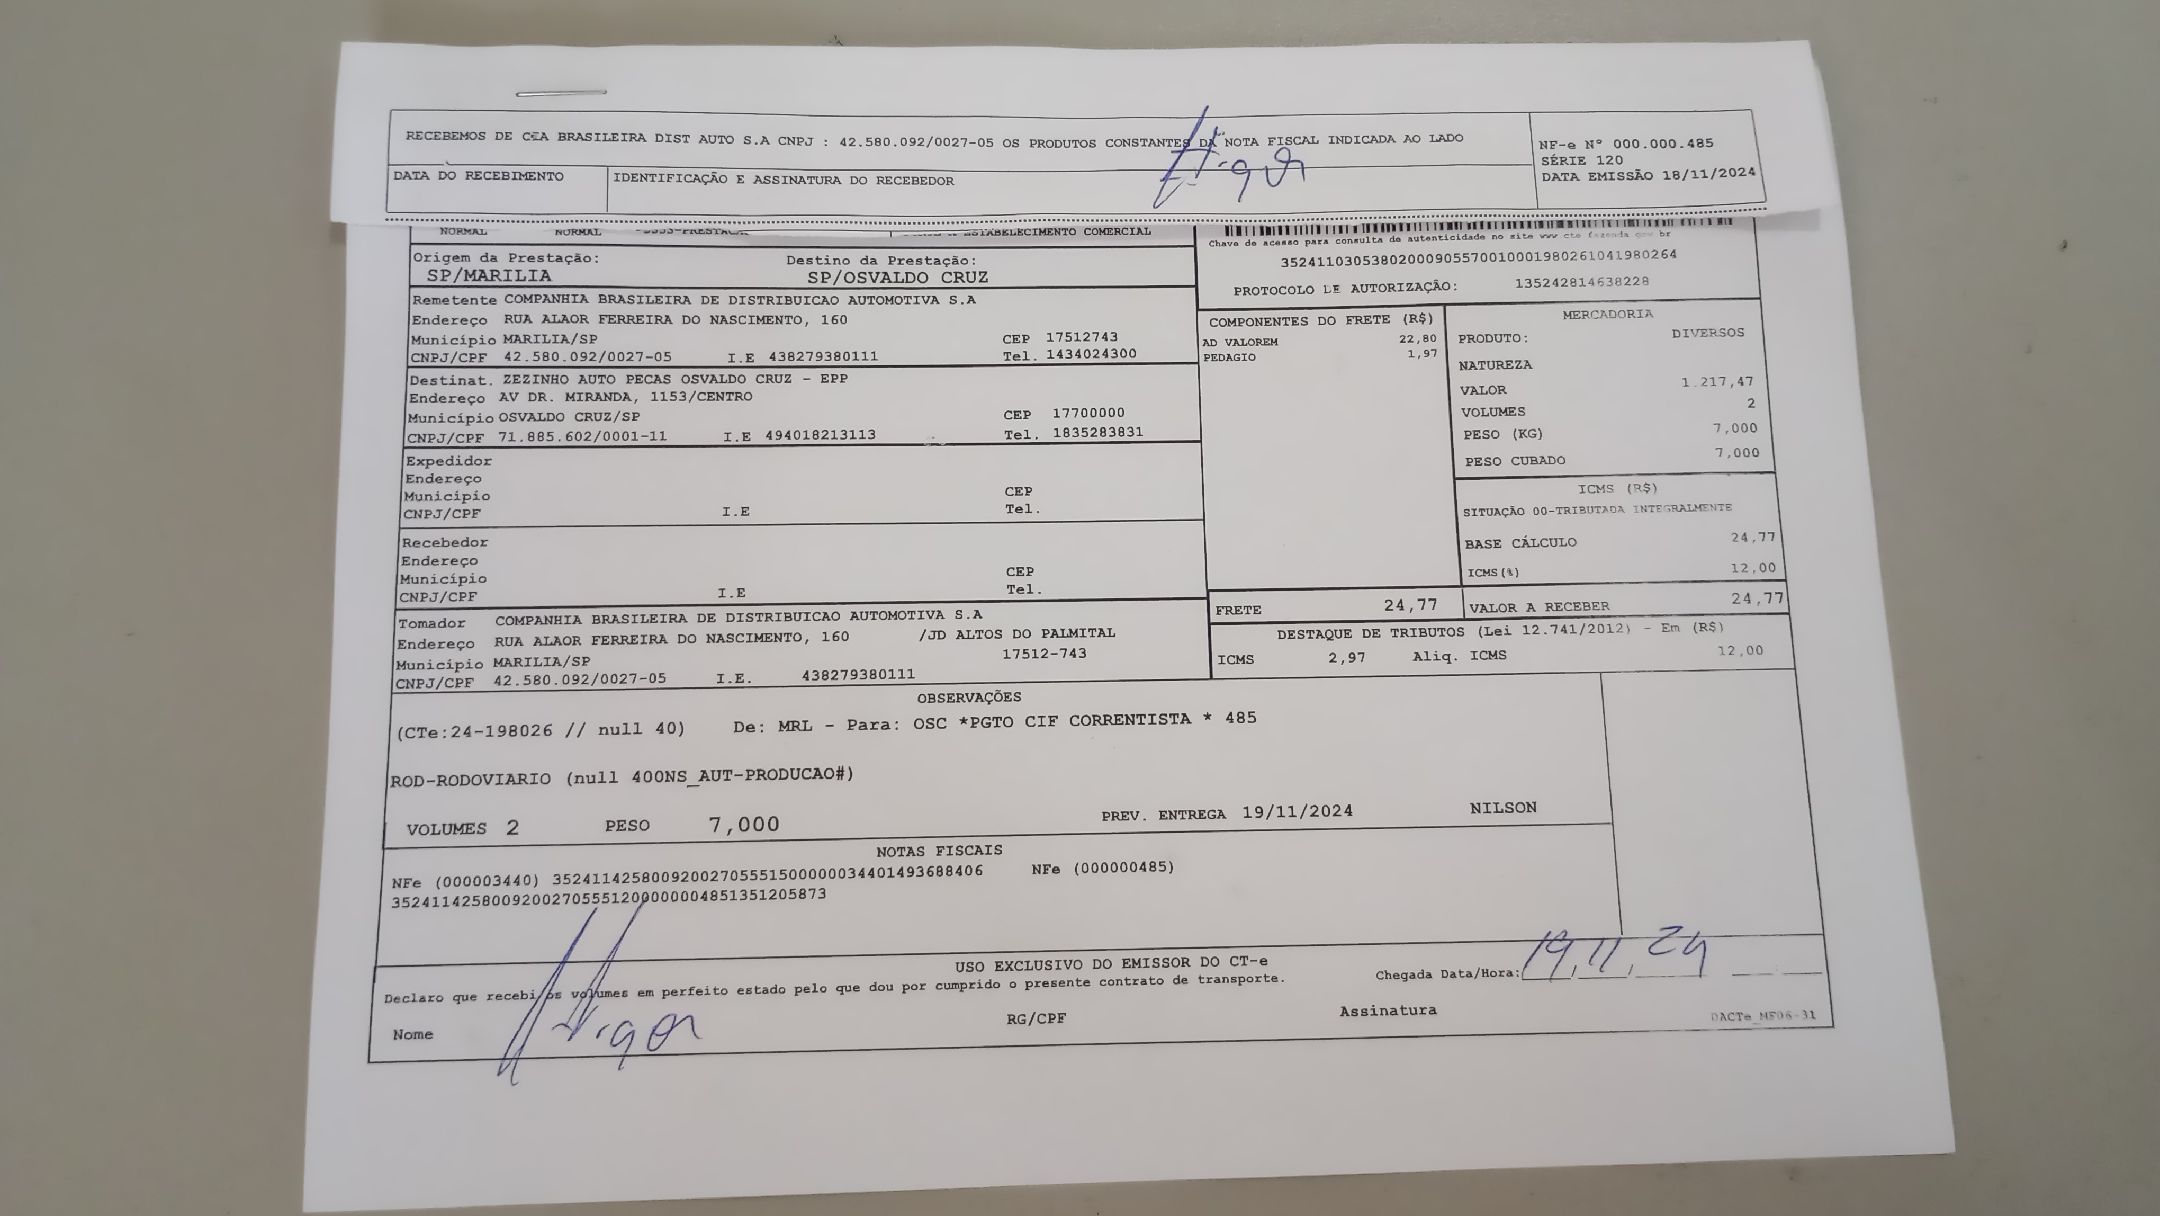 RECEBEMOS DE CIA BRASILEIRA DIST AUTO S.A CNPJ : 42.580.092/0027-05 OS PRODUTOS CONSTANTES DA NOTA FISCAL INDICADA AO LADO
NF-e Nº 000.000.485
SÉRIE 120
DATA EMISSÃO 18/11/2024
DATA DO RECEBIMENTO
IDENTIFICAÇÃO E ASSINATURA DO RECEBEDOR
NORMAL NORMAL ESTABELECIMENTO COMERCIAL
Chave de acesso para consulta de autenticidade no site www cte fazenda gov br
35241103053802000905570010001980261041980264
PROTOCOLO DE AUTORIZAÇÃO: 135242814638228
Origem da Prestação: Destino da Prestação:
SP/MARILIA SP/OSVALDO CRUZ
Remetente COMPANHIA BRASILEIRA DE DISTRIBUICAO AUTOMOTIVA S.A
Endereço RUA ALAOR FERREIRA DO NASCIMENTO, 160
Município MARILIA/SP CEP 17512743
CNPJ/CPF 42.580.092/0027-05 I.E 438279380111 Tel. 1434024300
Destinat. ZEZINHO AUTO PECAS OSVALDO CRUZ - EPP
Endereço AV DR. MIRANDA, 1153/CENTRO
Município OSVALDO CRUZ/SP CEP 17700000
CNPJ/CPF 71.885.602/0001-11 I.E 494018213113 Tel. 1835283831
Expedidor
Endereço
Município CEP
CNPJ/CPF I.E Tel.
Recebedor
Endereço
Município CEP
CNPJ/CPF I.E Tel.
Tomador COMPANHIA BRASILEIRA DE DISTRIBUICAO AUTOMOTIVA S.A
Endereço RUA ALAOR FERREIRA DO NASCIMENTO, 160 /JD ALTOS DO PALMITAL
Município MARILIA/SP 17512-743
CNPJ/CPF 42.580.092/0027-05 I.E. 438279380111
COMPONENTES DO FRETE (R$)
AD VALOREM 22,80
PEDAGIO 1,97
MERCADORIA
PRODUTO: DIVERSOS
NATUREZA
VALOR 1.217,47
VOLUMES 2
PESO (KG) 7,000
PESO CUBADO 7,000
ICMS (R$)
SITUAÇÃO 00-TRIBUTADA INTEGRALMENTE
BASE CÁLCULO 24,77
ICMS(%) 12,00
FRETE 24,77 VALOR A RECEBER 24,77
DESTAQUE DE TRIBUTOS (Lei 12.741/2012) - Em (R$)
ICMS 2,97 Aliq. ICMS 12,00
OBSERVAÇÕES
(CTe:24-198026 // null 40) De: MRL - Para: OSC *PGTO CIF CORRENTISTA * 485
ROD-RODOVIARIO (null 400NS_AUT-PRODUCAO#)
VOLUMES 2 PESO 7,000 PREV. ENTREGA 19/11/2024 NILSON
NOTAS FISCAIS
NFe (000003440) 35241142580092002705551500000034401493688406 NFe (000000485)
35241142580092002705551200000004851351205873
USO EXCLUSIVO DO EMISSOR DO CT-e
Declaro que recebi os volumes em perfeito estado pelo que dou por cumprido o presente contrato de transporte.
Chegada Data/Hora: 19/11/24
Nome RG/CPF Assinatura
DACTe_MF06-31